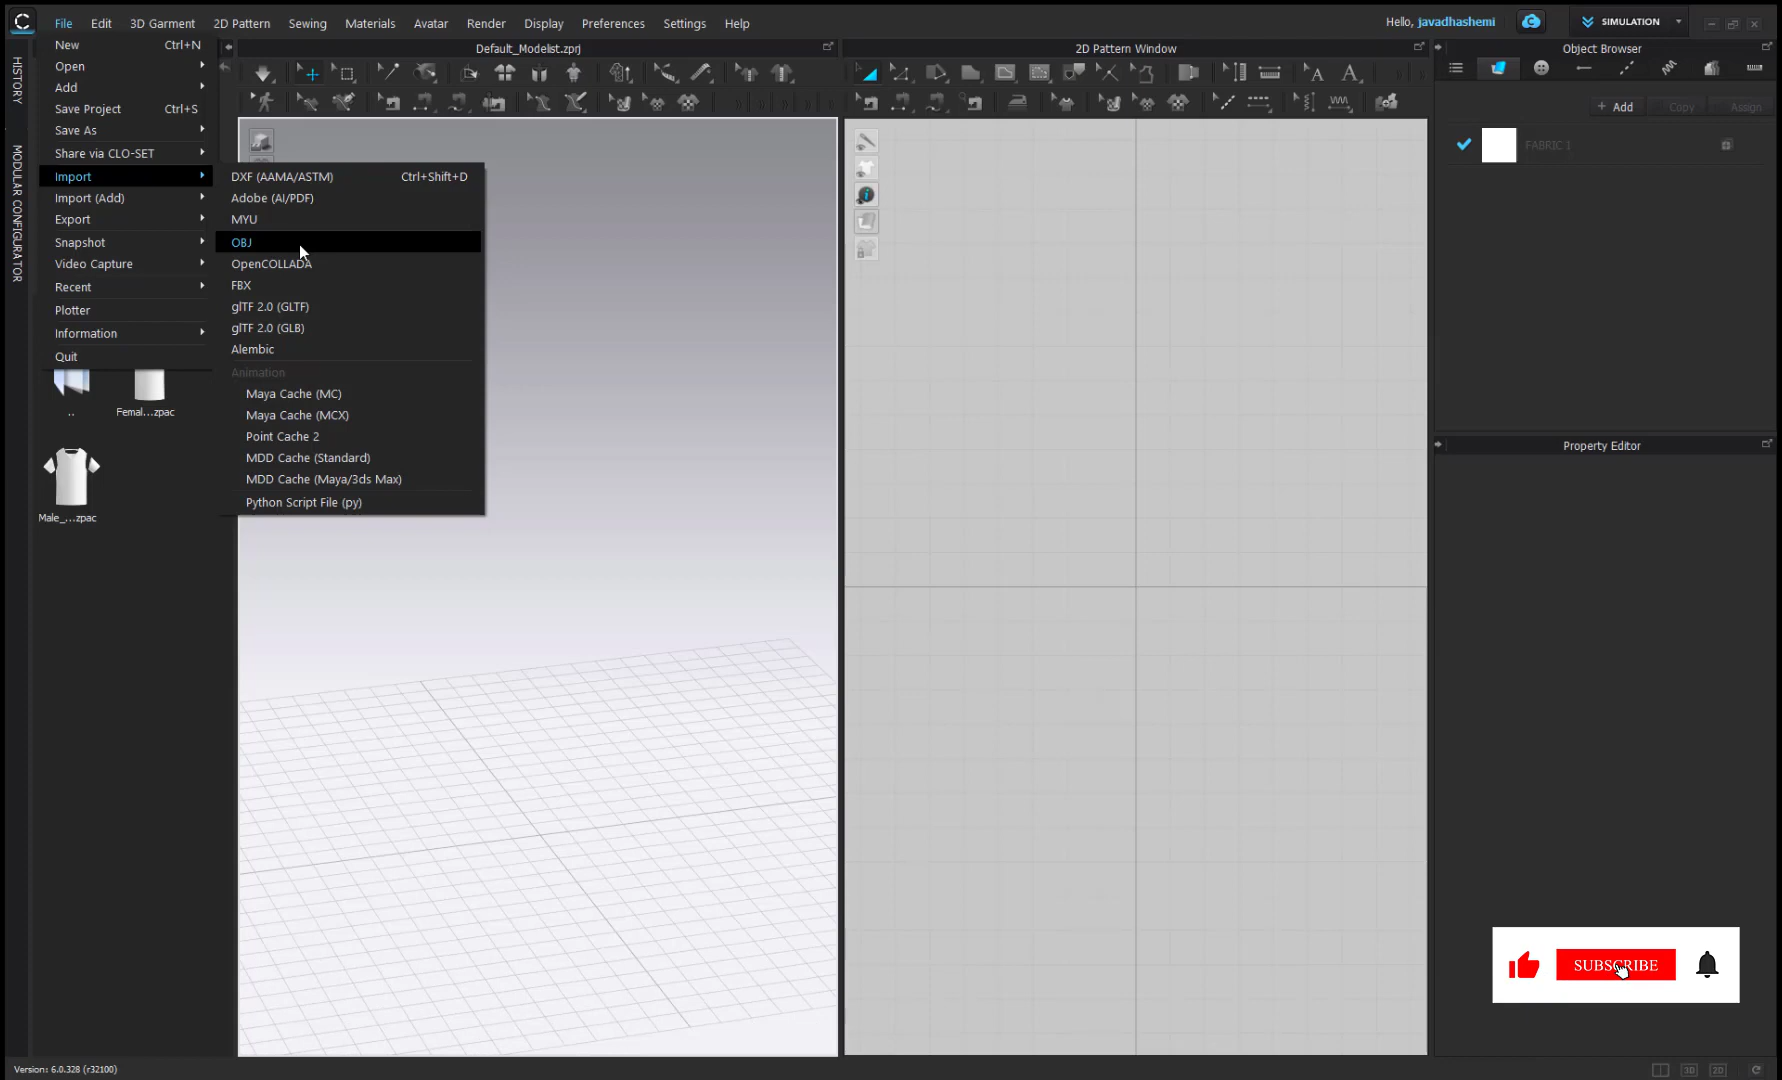 File Edit 3D Garment 2D Pattern Sewing Materials Avatar Render Display Preferences Settings Help
Hello, javadhashemi
SIMULATION
Default_Modelist.zprj
2D Pattern Window
Object Browser
HISTORY
MODULAR CONFIGURATOR
New Ctrl+N
Open
Add
Save Project Ctrl+S
Save As
Share via CLO-SET
Import
Import (Add)
Export
Snapshot
Video Capture
Recent
Plotter
Information
Quit
DXF (AAMA/ASTM) Ctrl+Shift+D
Adobe (AI/PDF)
MYU
OBJ
OpenCOLLADA
FBX
glTF 2.0 (GLTF)
glTF 2.0 (GLB)
Alembic
Animation
Maya Cache (MC)
Maya Cache (MCX)
Point Cache 2
MDD Cache (Standard)
MDD Cache (Maya/3ds Max)
Python Script File (py)
..
Femal...zpac
Male_...zpac
+ Add Copy Assign
FABRIC 1
Property Editor
SUBSCRIBE
Version: 6.0.328 (r32100)
3D
2D